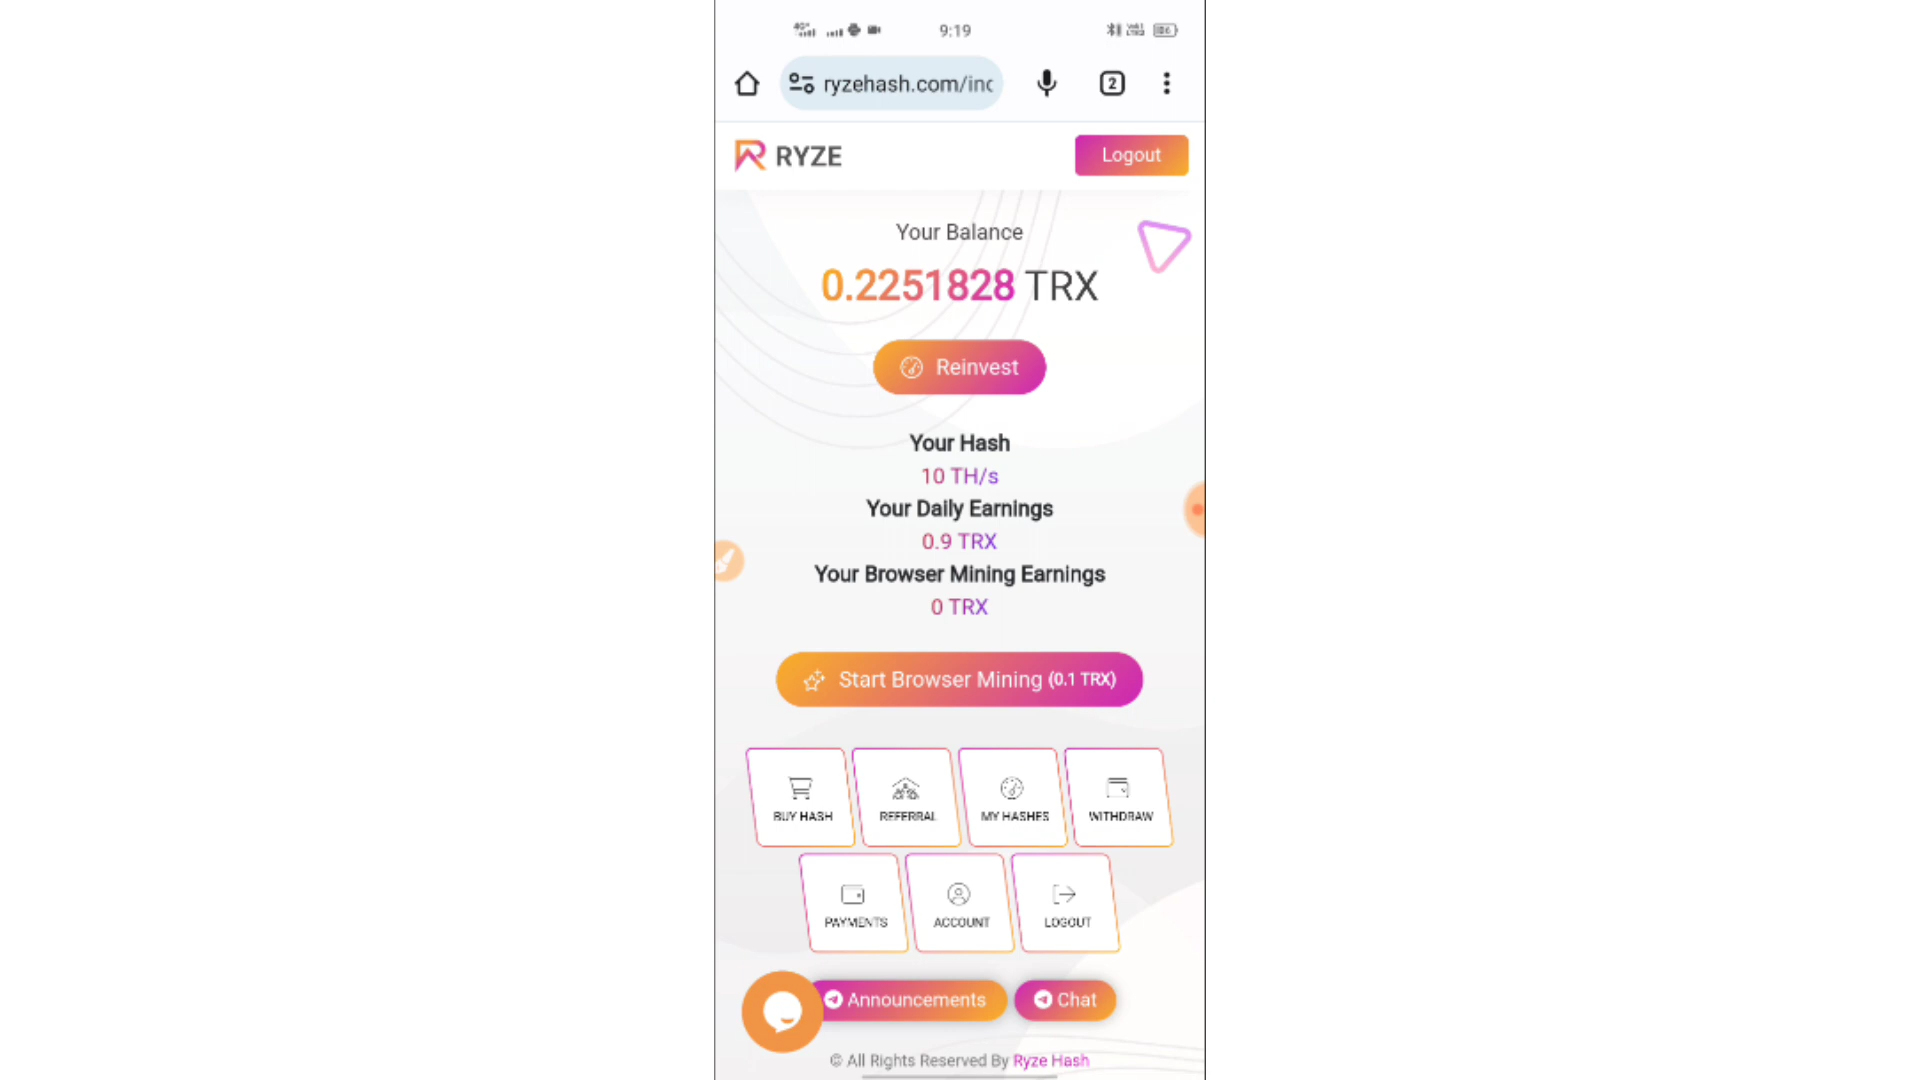 9:19
ryzehash.com/inc
2
RYZE
Logout
Your Balance
0.2251828 TRX
Reinvest
Your Hash
10 TH/s
Your Daily Earnings
0.9 TRX
Your Browser Mining Earnings
0 TRX
Start Browser Mining (0.1 TRX)
BUY HASH
REFERRAL
MY HASHES
WITHDRAW
PAYMENTS
ACCOUNT
LOGOUT
Announcements
Chat
© All Rights Reserved By Ryze Hash